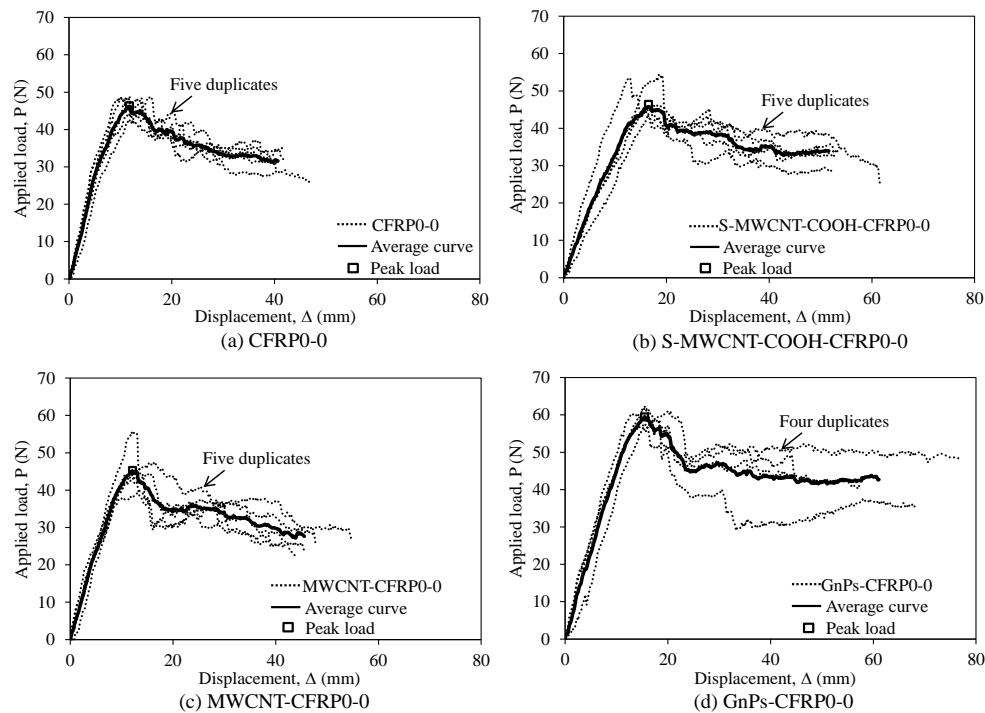 70
60
50
40
30
20
10
0
Applied load, P (N)
Five duplicates
CFRP0-0
Average curve
Peak load
0 20 40 60 80
Displacement, Δ (mm)
(a) CFRP0-0
70
60
50
40
30
20
10
0
Applied load, P (N)
Five duplicates
S-MWCNT-COOH-CFRP0-0
Average curve
Peak load
0 20 40 60 80
Displacement, Δ (mm)
(b) S-MWCNT-COOH-CFRP0-0
70
60
50
40
30
20
10
0
Applied load, P (N)
Five duplicates
MWCNT-CFRP0-0
Average curve
Peak load
0 20 40 60 80
Displacement, Δ (mm)
(c) MWCNT-CFRP0-0
70
60
50
40
30
20
10
0
Applied load, P (N)
Four duplicates
GnPs-CFRP0-0
Average curve
Peak load
0 20 40 60 80
Displacement, Δ (mm)
(d) GnPs-CFRP0-0